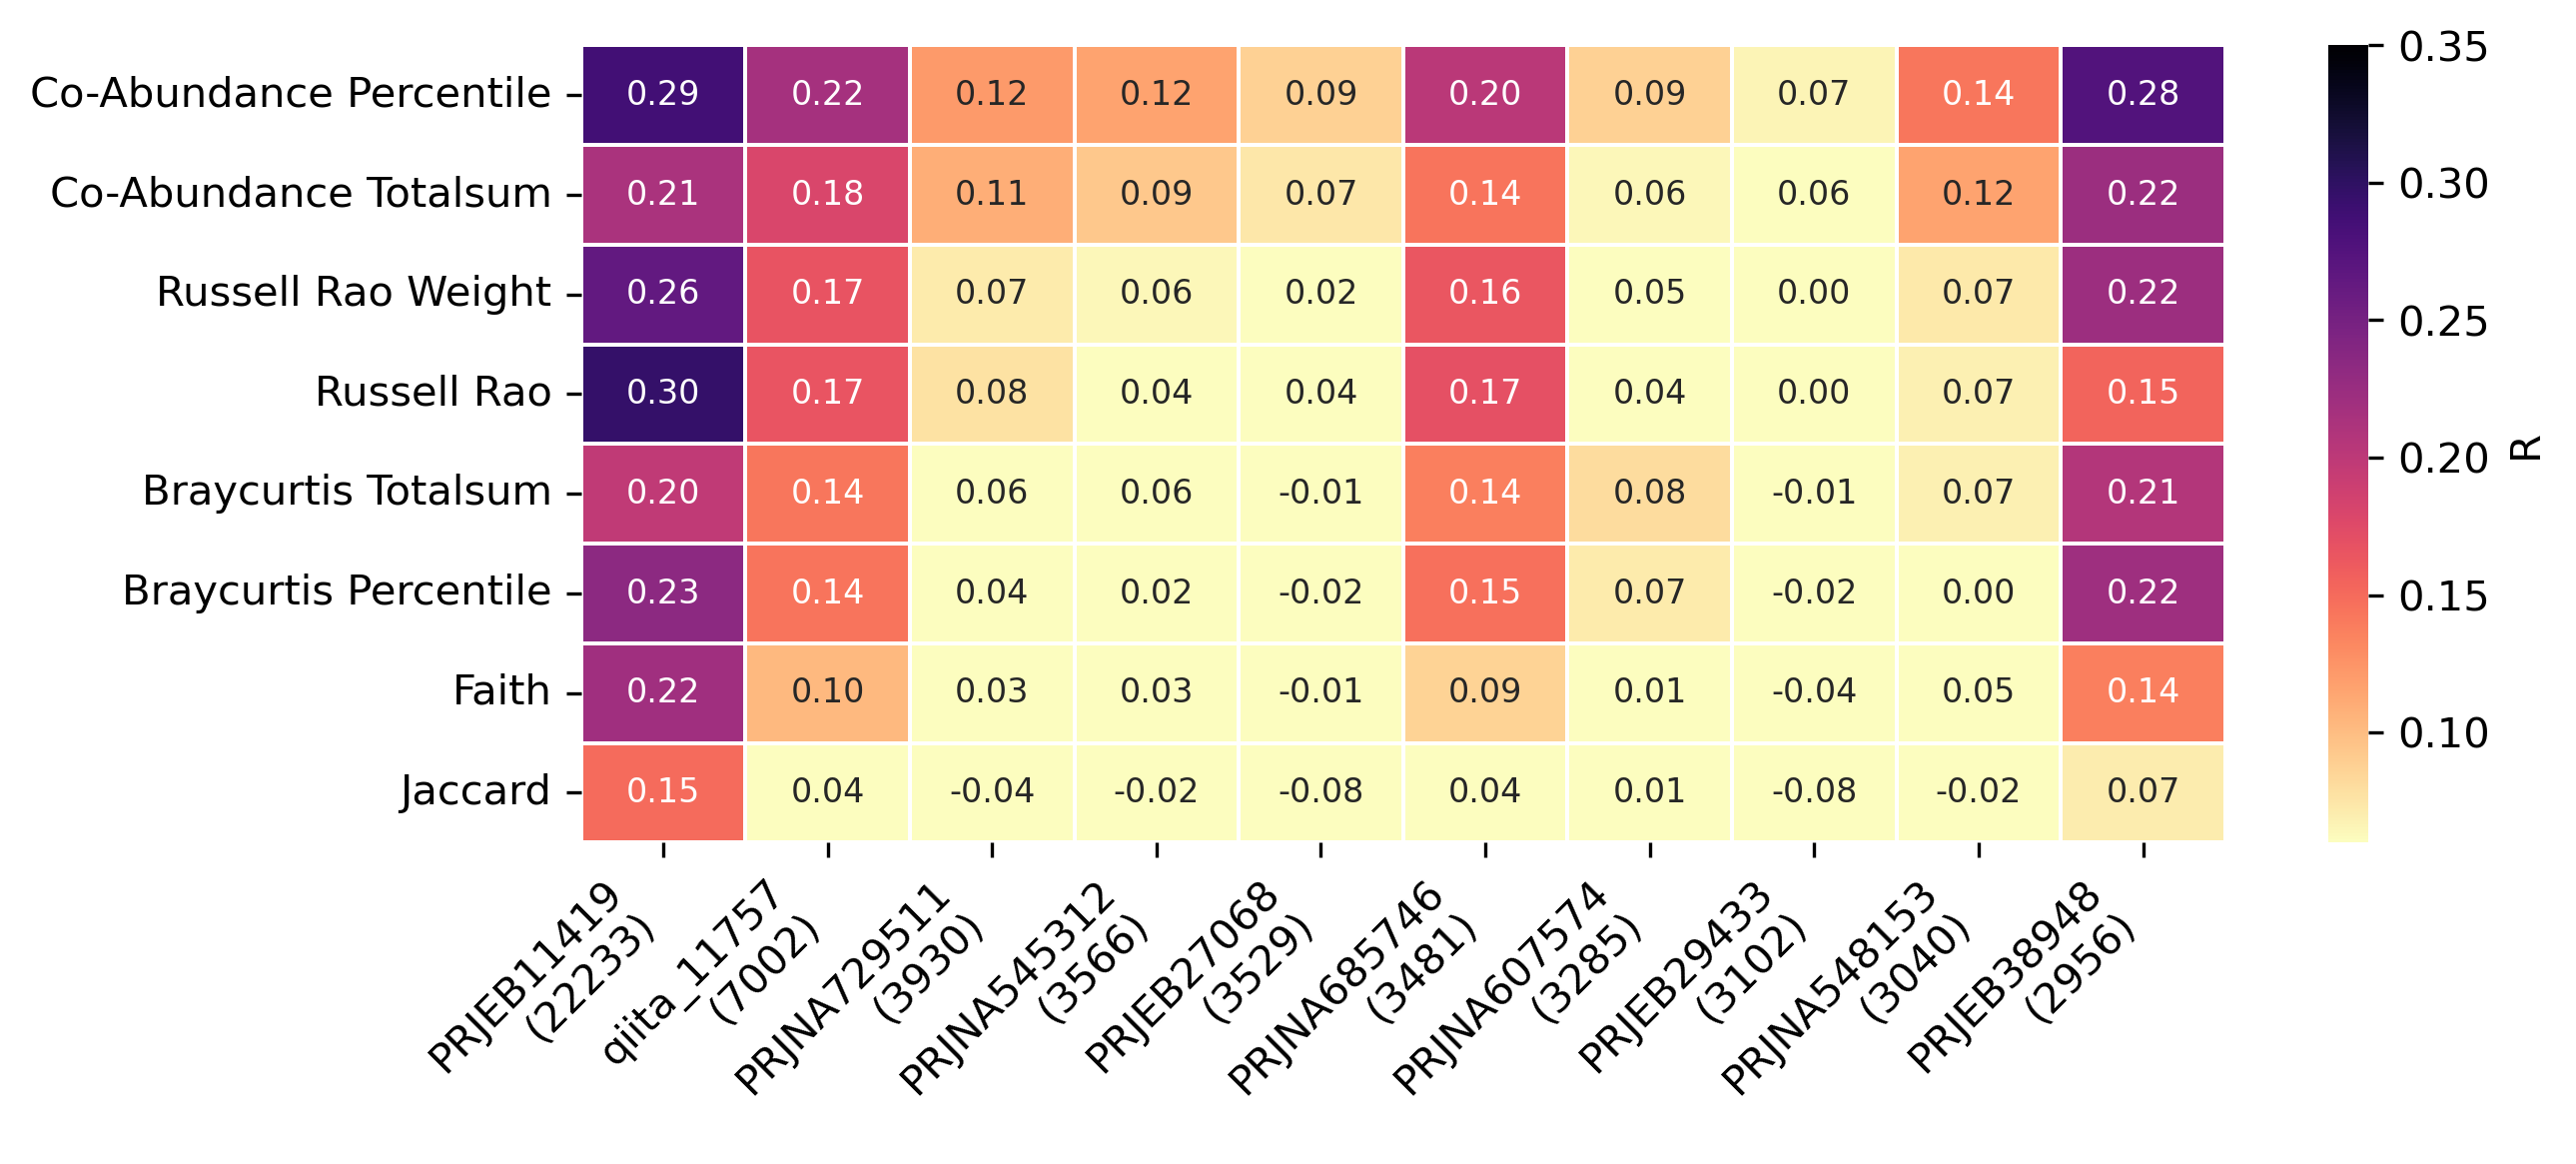 Co-Abundance Percentile 0.29 0.22 0.12 0.12 0.09 0.20 0.09 0.07 0.14 0.28
Co-Abundance Totalsum 0.21 0.18 0.11 0.09 0.07 0.14 0.06 0.06 0.12 0.22
Russell Rao Weight 0.26 0.17 0.07 0.06 0.02 0.16 0.05 0.00 0.07 0.22
Russell Rao 0.30 0.17 0.08 0.04 0.04 0.17 0.04 0.00 0.07 0.15
Braycurtis Totalsum 0.20 0.14 0.06 0.06 -0.01 0.14 0.08 -0.01 0.07 0.21
Braycurtis Percentile 0.23 0.14 0.04 0.02 -0.02 0.15 0.07 -0.02 0.00 0.22
Faith 0.22 0.10 0.03 0.03 -0.01 0.09 0.01 -0.04 0.05 0.14
Jaccard 0.15 0.04 -0.04 -0.02 -0.08 0.04 0.01 -0.08 -0.02 0.07
PRJEB11419
(22233)
qiita_11757
(7002)
PRJNA729511
(3930)
PRJNA545312
(3566)
PRJEB27068
(3529)
PRJNA685746
(3481)
PRJNA607574
(3285)
PRJEB29433
(3102)
PRJNA548153
(3040)
PRJEB38948
(2956)
0.35
0.30
0.25
0.20
0.15
0.10
R